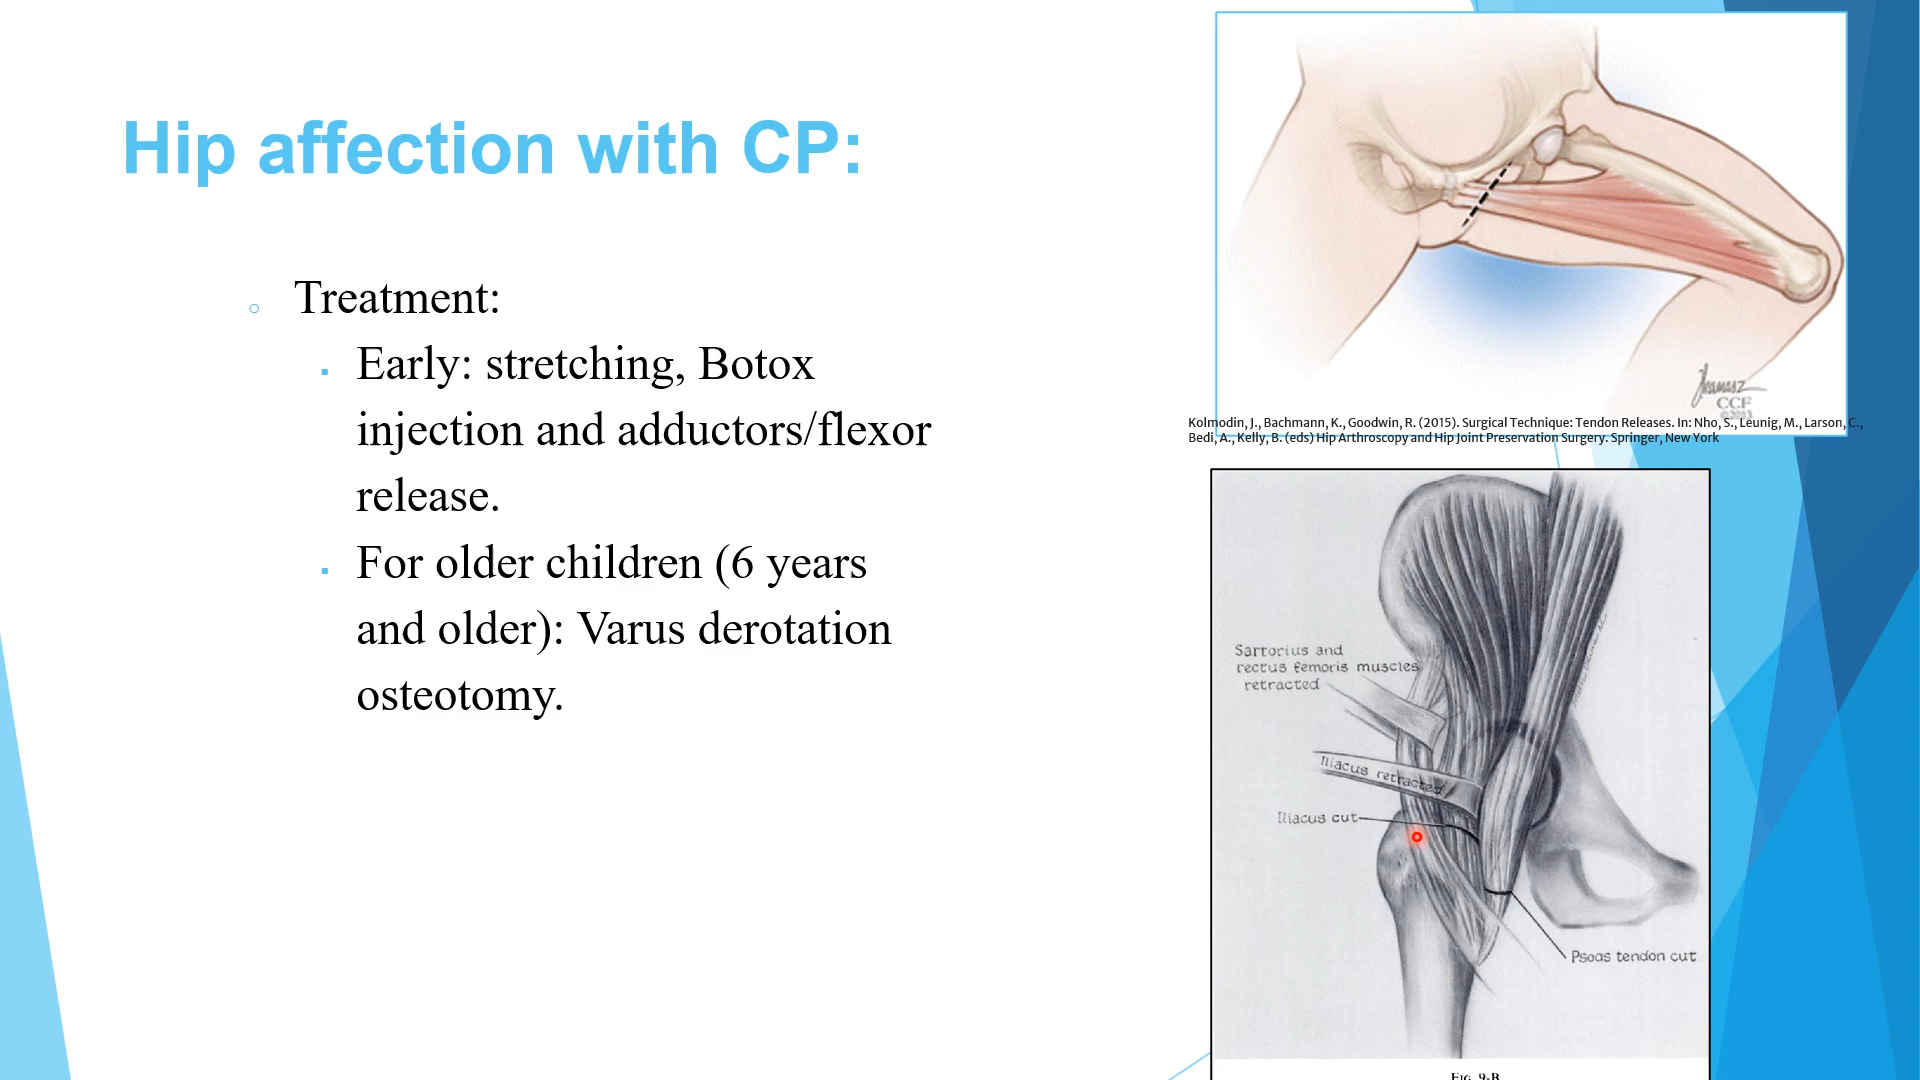 Hip affection with CP:
Treatment:
Early: stretching, Botox
injection and adductors/flexor
release.
For older children (6 years
and older): Varus derotation
osteotomy.
CCF
©2013
Kolmodin, J., Bachmann, K., Goodwin, R. (2015). Surgical Technique: Tendon Releases. In: Nho, S., Leunig, M., Larson, C.,
Bedi, A., Kelly, B. (eds) Hip Arthroscopy and Hip Joint Preservation Surgery. Springer, New York
Sartorius and
rectus femoris muscles
retracted
Iliacus retracted
Iliacus cut
Psoas tendon cut
Fig. 9-B